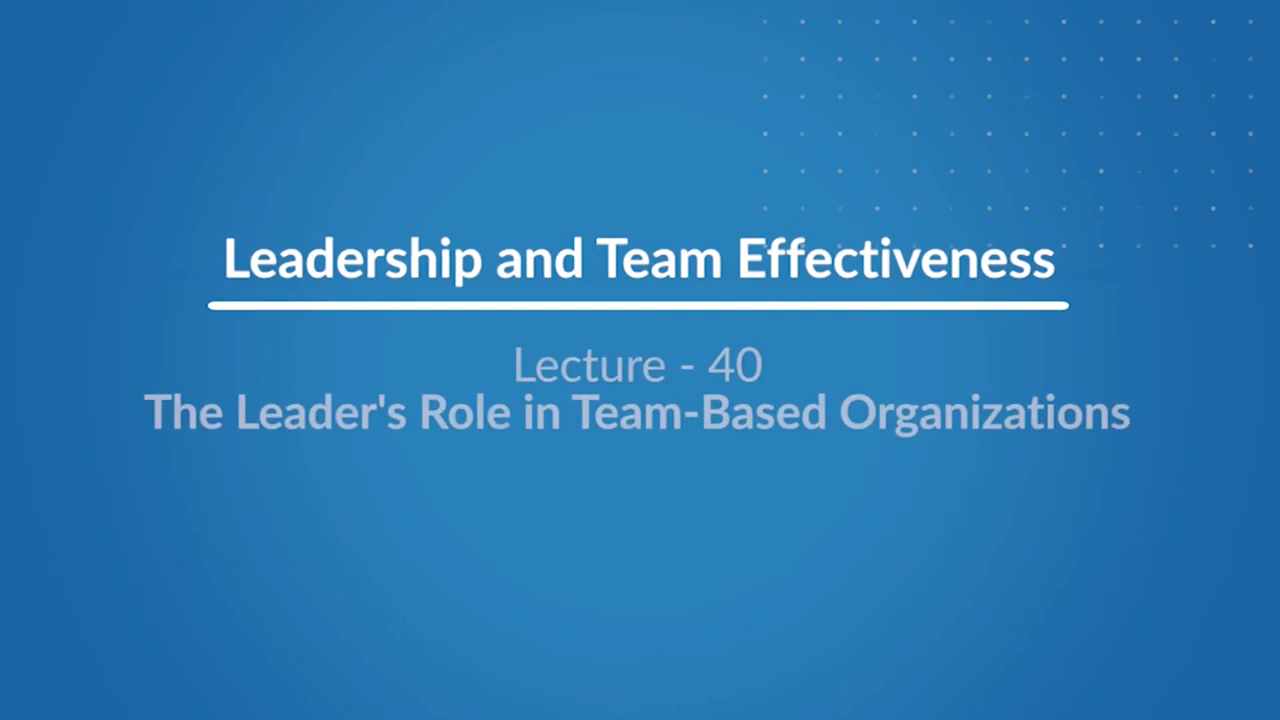 Leadership and Team Effectiveness
Lecture - 40
The Leader's Role in Team-Based Organizations